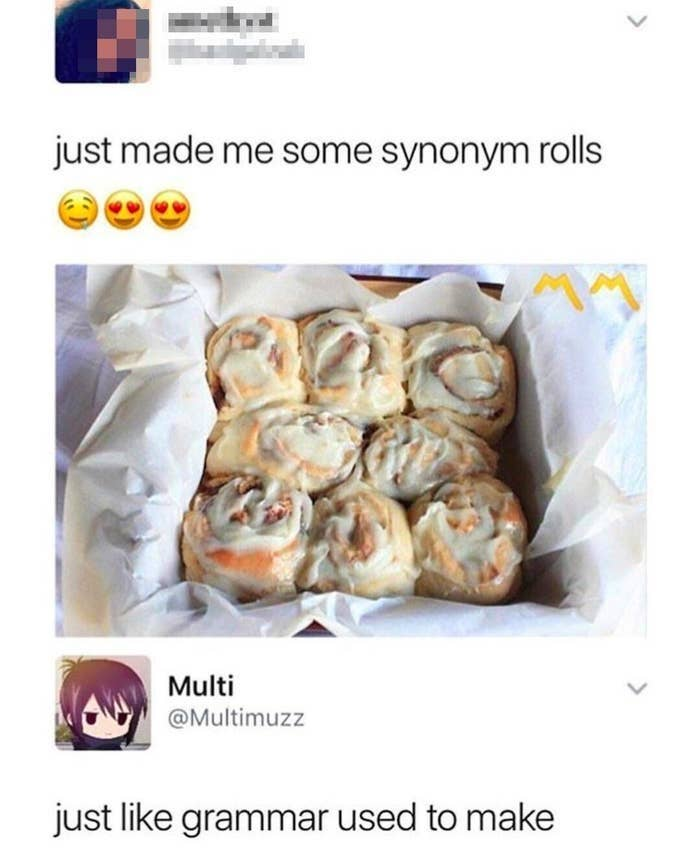 just made me some synonym rolls
🤤😍😍
Multi
@Multimuzz
just like grammar used to make